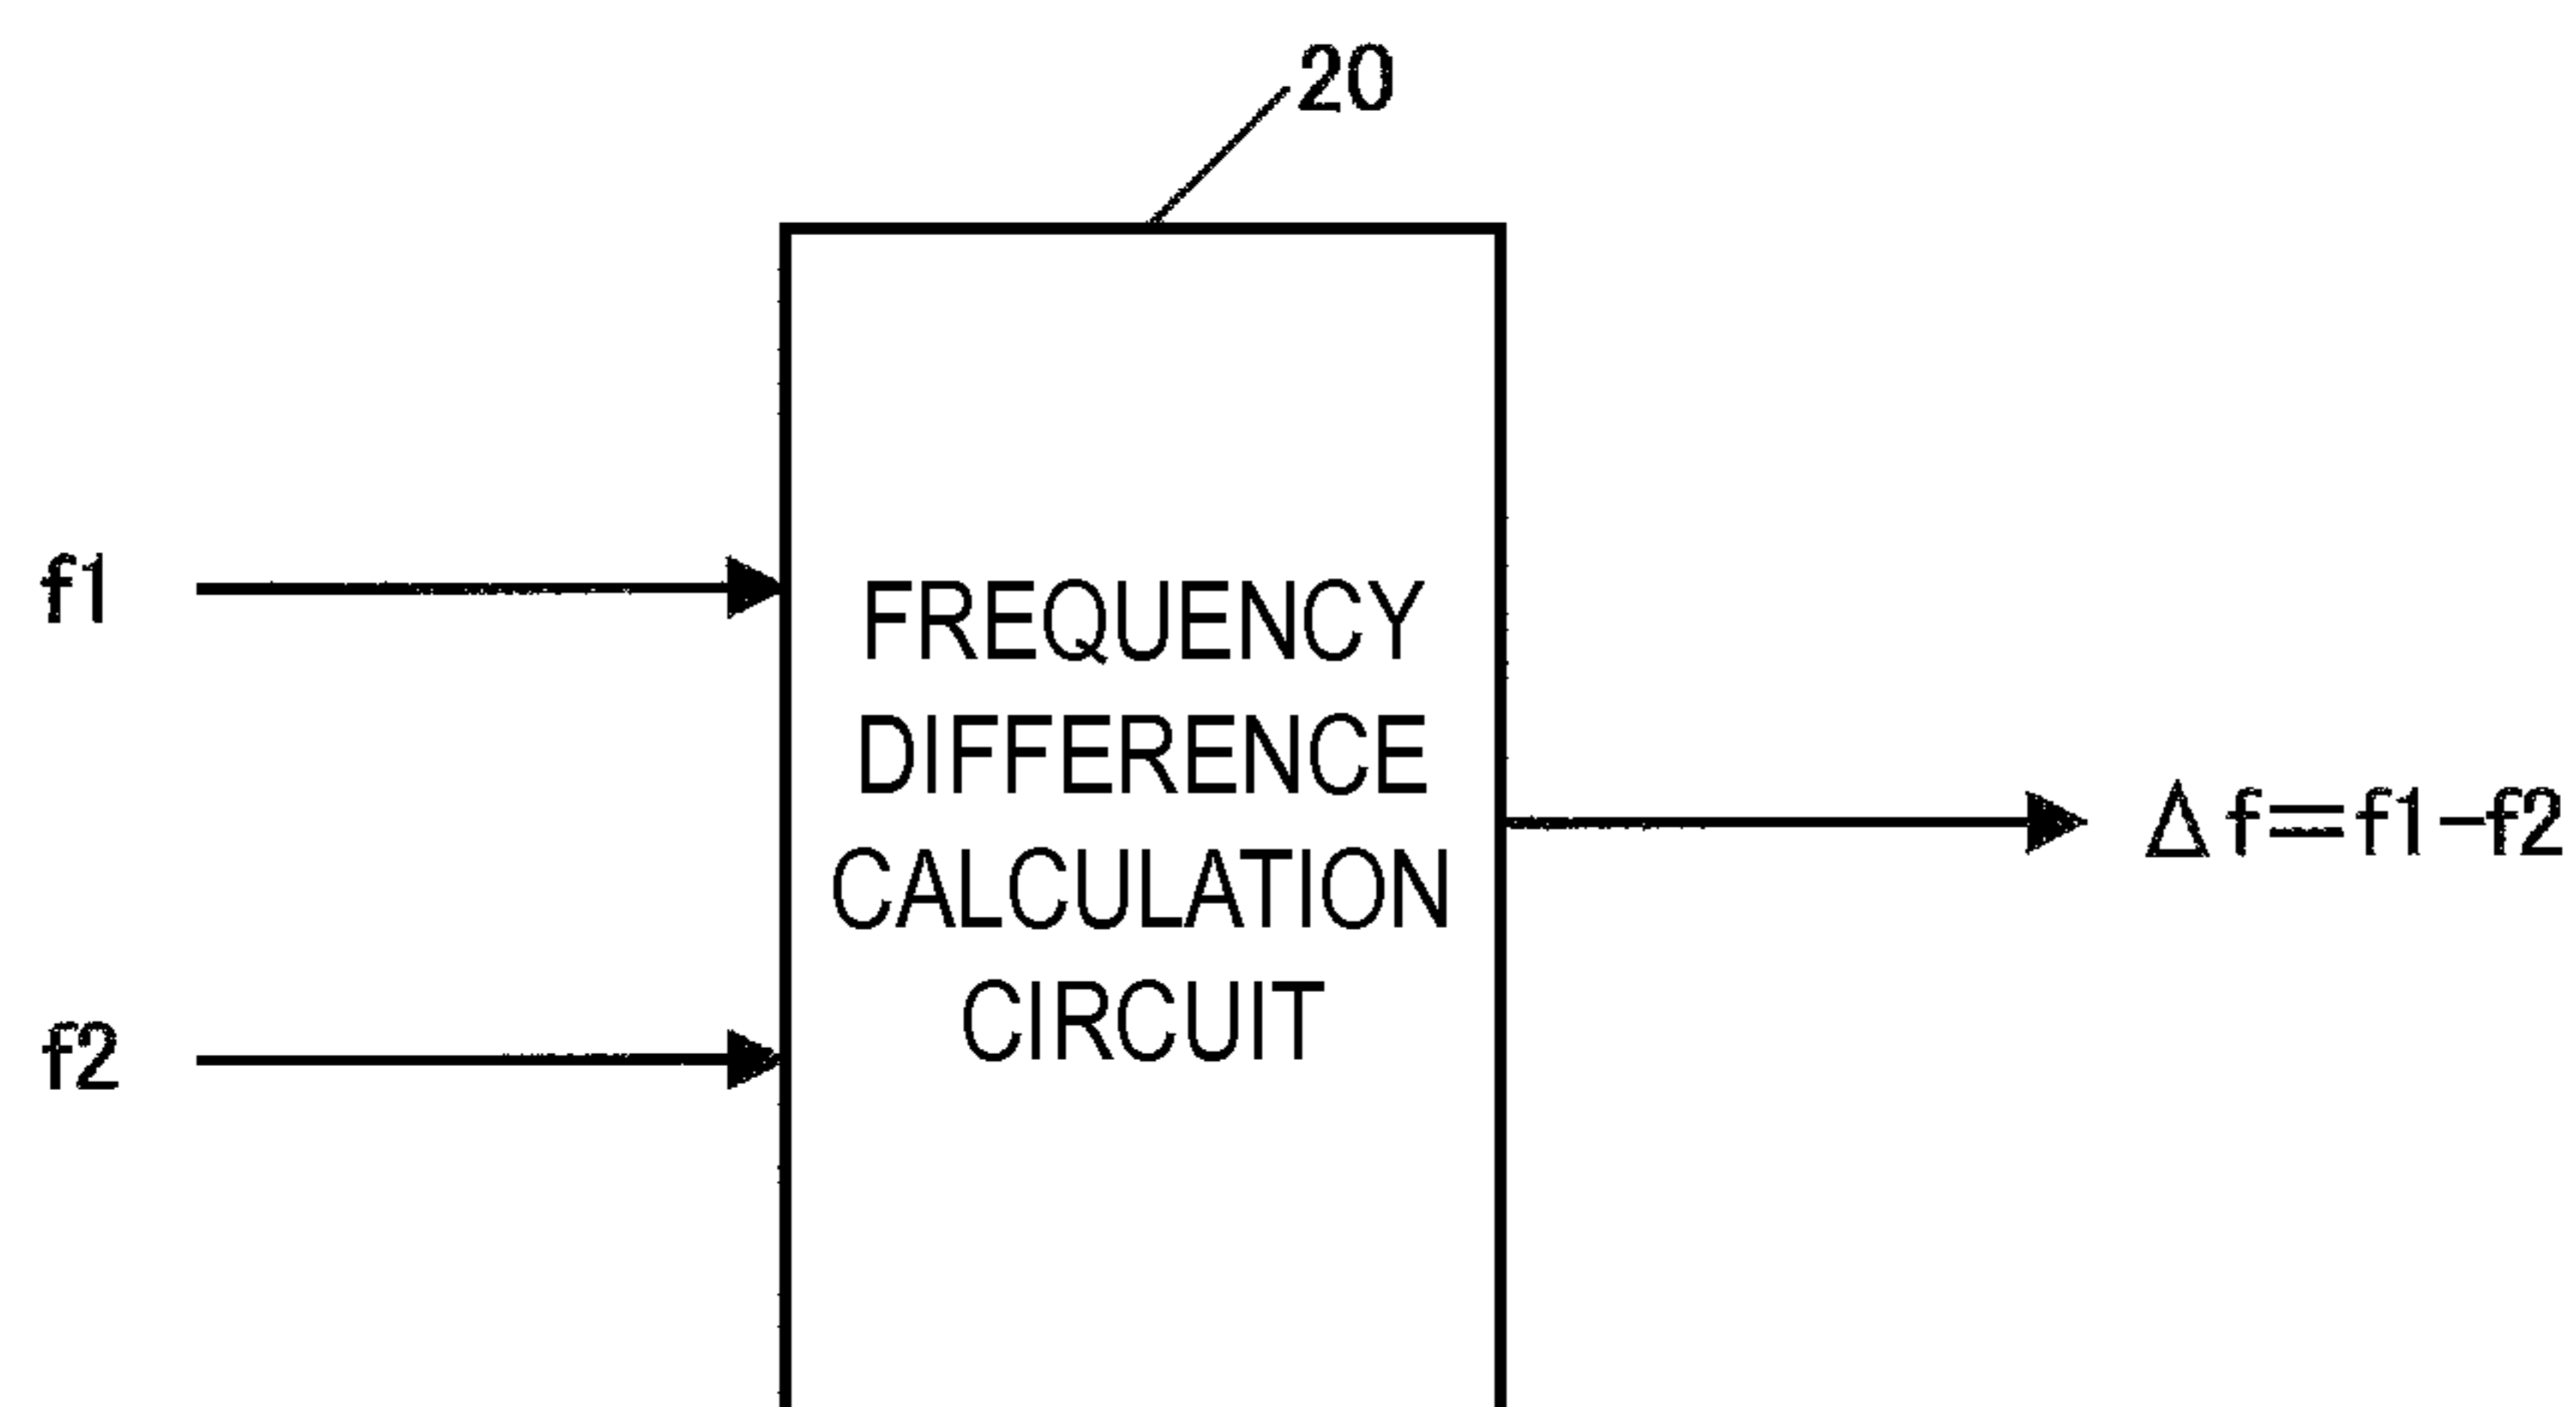 20
f1
FREQUENCY
DIFFERENCE
CALCULATION
CIRCUIT
Δf=f1-f2
f2